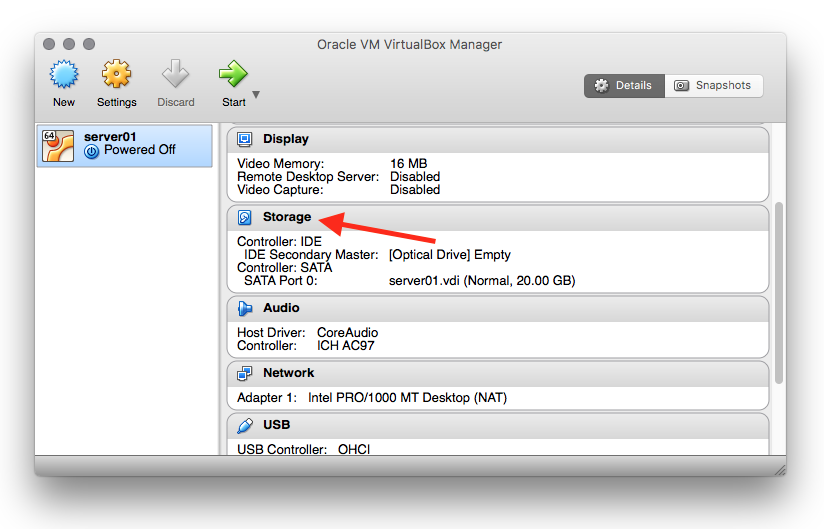 Oracle VM VirtualBox Manager
New
Settings
Discard
Start
Details
Snapshots
64
server01
Powered Off
Display
Video Memory: 16 MB
Remote Desktop Server: Disabled
Video Capture: Disabled
Storage
Controller: IDE
IDE Secondary Master: [Optical Drive] Empty
Controller: SATA
SATA Port 0: server01.vdi (Normal, 20.00 GB)
Audio
Host Driver: CoreAudio
Controller: ICH AC97
Network
Adapter 1: Intel PRO/1000 MT Desktop (NAT)
USB
USB Controller: OHCI